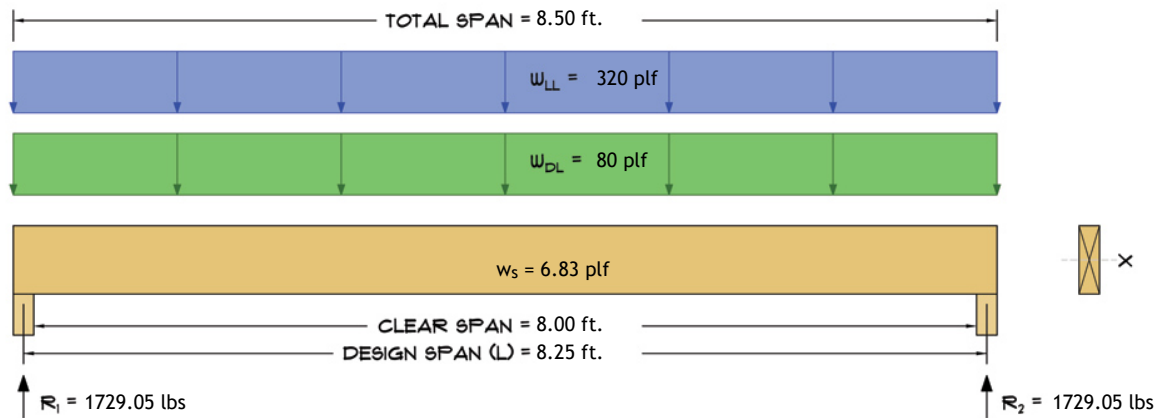 TOTAL SPAN = 8.50 ft.
wLL = 320 plf
wDL = 80 plf
ws = 6.83 plf
X
CLEAR SPAN = 8.00 ft.
DESIGN SPAN (L) = 8.25 ft.
R1 = 1729.05 lbs
R2 = 1729.05 lbs